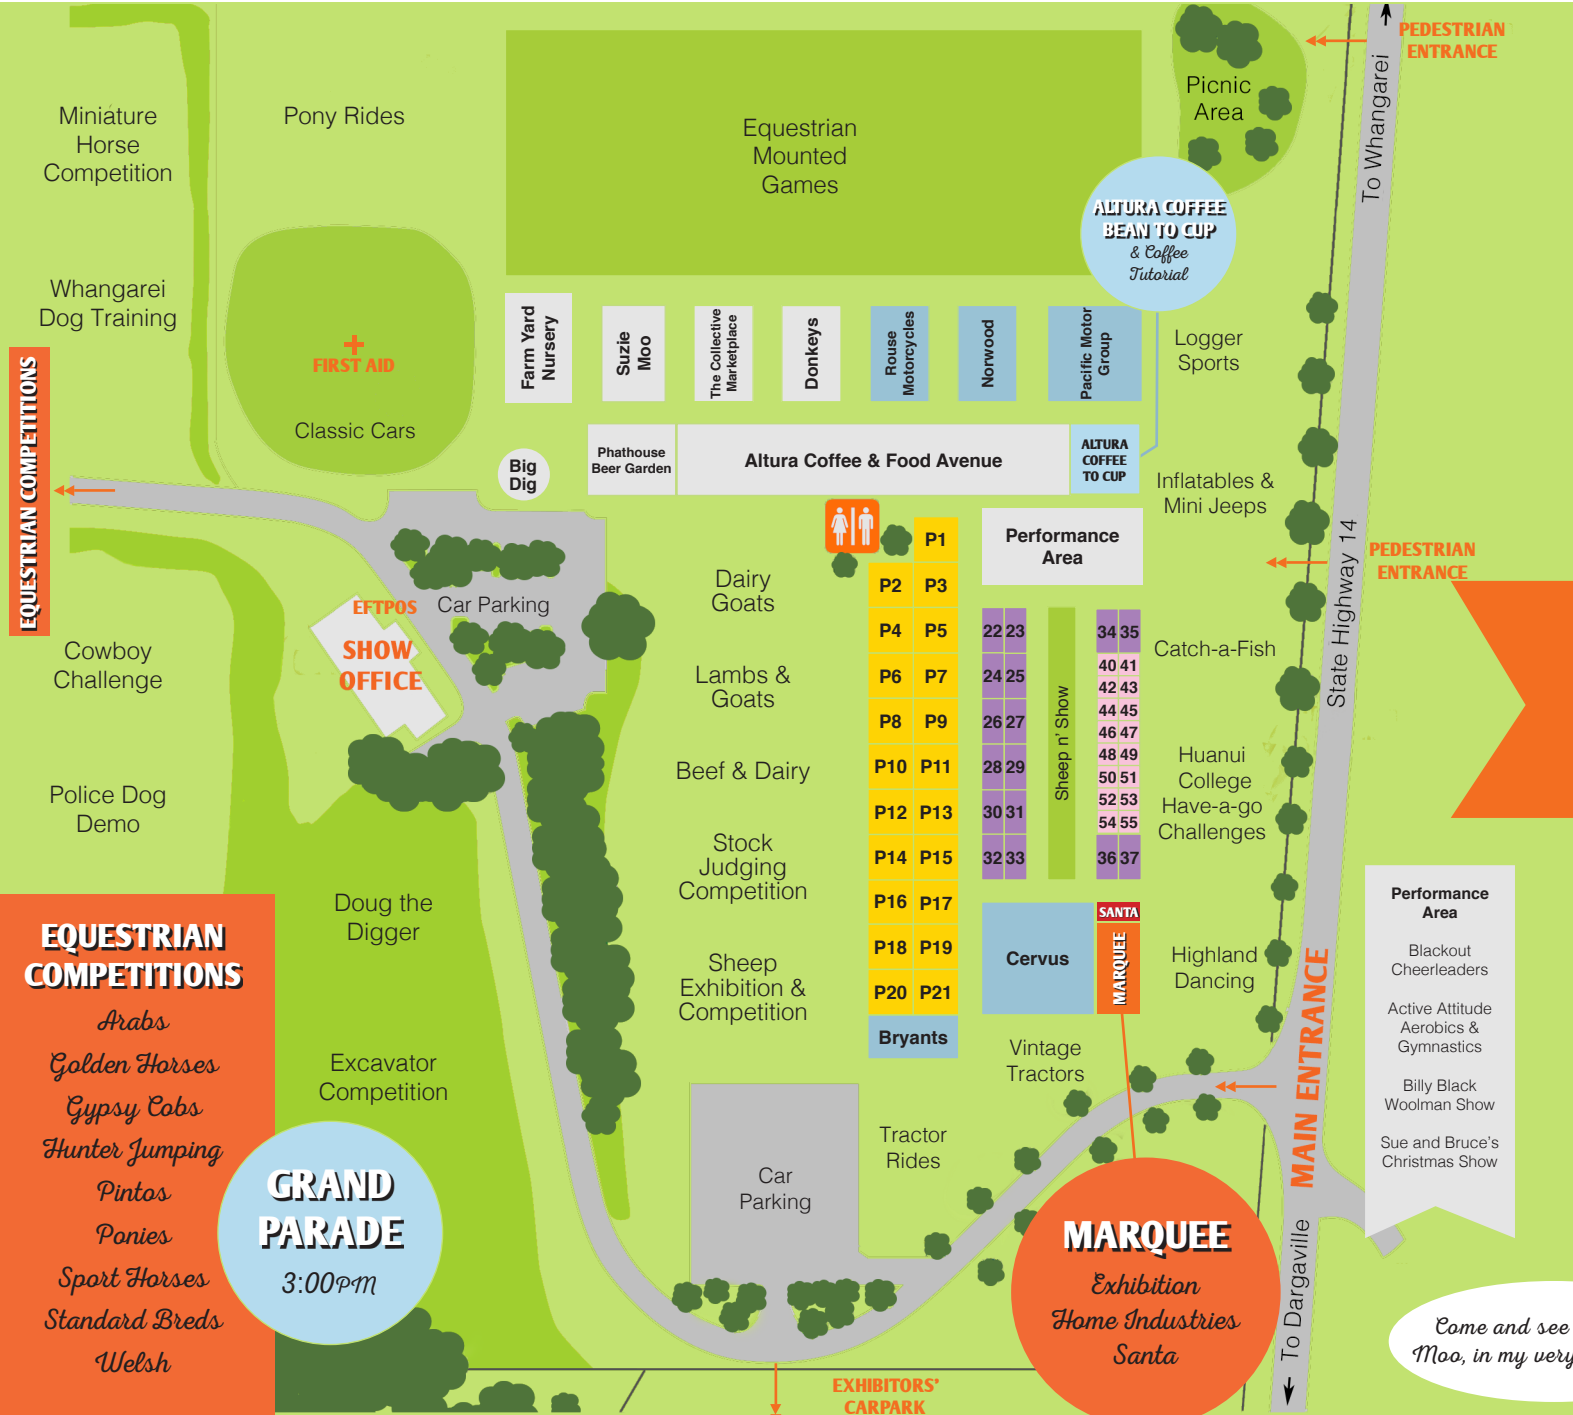 PEDESTRIAN
ENTRANCE
To Whangarei
Picnic
Area
Miniature
Horse
Competition
Pony Rides
Equestrian
Mounted
Games
ALTURA COFFEE
BEAN TO CUP
& Coffee
Tutorial
Whangarei
Dog Training
FIRST AID
Classic Cars
EQUESTRIAN COMPETITIONS
Farm Yard
Nursery
Suzie
Moo
The Collective
Marketplace
Donkeys
Rouse
Motorcycles
Norwood
Pacific Motor
Group
Logger
Sports
Big
Dig
Phathouse
Beer Garden
Altura Coffee & Food Avenue
ALTURA
COFFEE
TO CUP
Inflatables &
Mini Jeeps
Performance
Area
PEDESTRIAN
ENTRANCE
State Highway 14
EFTPOS
Car Parking
SHOW
OFFICE
Cowboy
Challenge
Police Dog
Demo
Dairy
Goats
Lambs &
Goats
Beef & Dairy
Stock
Judging
Competition
Sheep
Exhibition &
Competition
P1
P2 P3
P4 P5
P6 P7
P8 P9
P10 P11
P12 P13
P14 P15
P16 P17
P18 P19
P20 P21
Bryants
22 23
24 25
26 27
28 29
30 31
32 33
Sheep n' Show
34 35
40 41
42 43
44 45
46 47
48 49
50 51
52 53
54 55
36 37
Catch-a-Fish
Huanui
College
Have-a-go
Challenges
Cervus
SANTA
MARQUEE
Highland
Dancing
Vintage
Tractors
Tractor
Rides
Car
Parking
Doug the
Digger
Excavator
Competition
EQUESTRIAN
COMPETITIONS
Arabs
Golden Horses
Gypsy Cobs
Hunter Jumping
Pintos
Ponies
Sport Horses
Standard Breds
Welsh
GRAND
PARADE
3:00PM
MAIN ENTRANCE
Performance
Area
Blackout
Cheerleaders
Active Attitude
Aerobics &
Gymnastics
Billy Black
Woolman Show
Sue and Bruce's
Christmas Show
MARQUEE
Exhibition
Home Industries
Santa
To Dargaville
EXHIBITORS'
CARPARK
Come and see
Moo, in my very